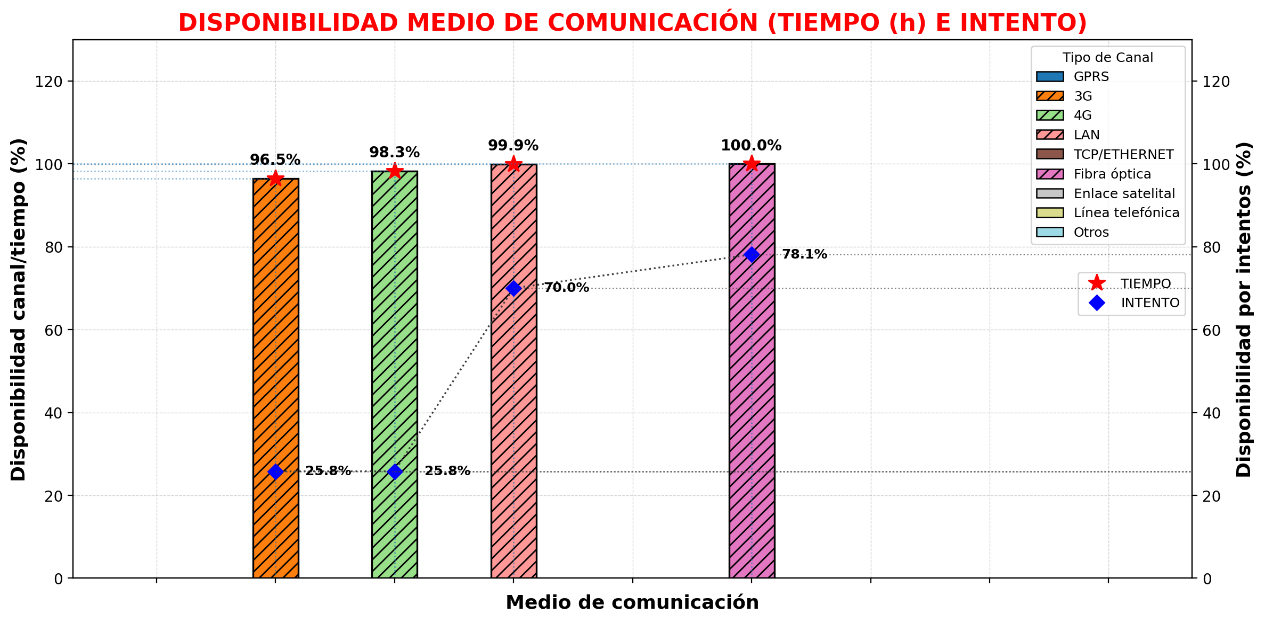 DISPONIBILIDAD MEDIO DE COMUNICACIÓN (TIEMPO (h) E INTENTO)
Disponibilidad canal/tiempo (%)
120
100
80
60
40
20
0
96.5%
98.3%
99.9%
100.0%
25.8%
25.8%
70.0%
78.1%
Tipo de Canal
GPRS
3G
4G
LAN
TCP/ETHERNET
Fibra óptica
Enlace satelital
Línea telefónica
Otros
TIEMPO
INTENTO
120
100
80
60
40
20
0
Disponibilidad por intentos (%)
Medio de comunicación